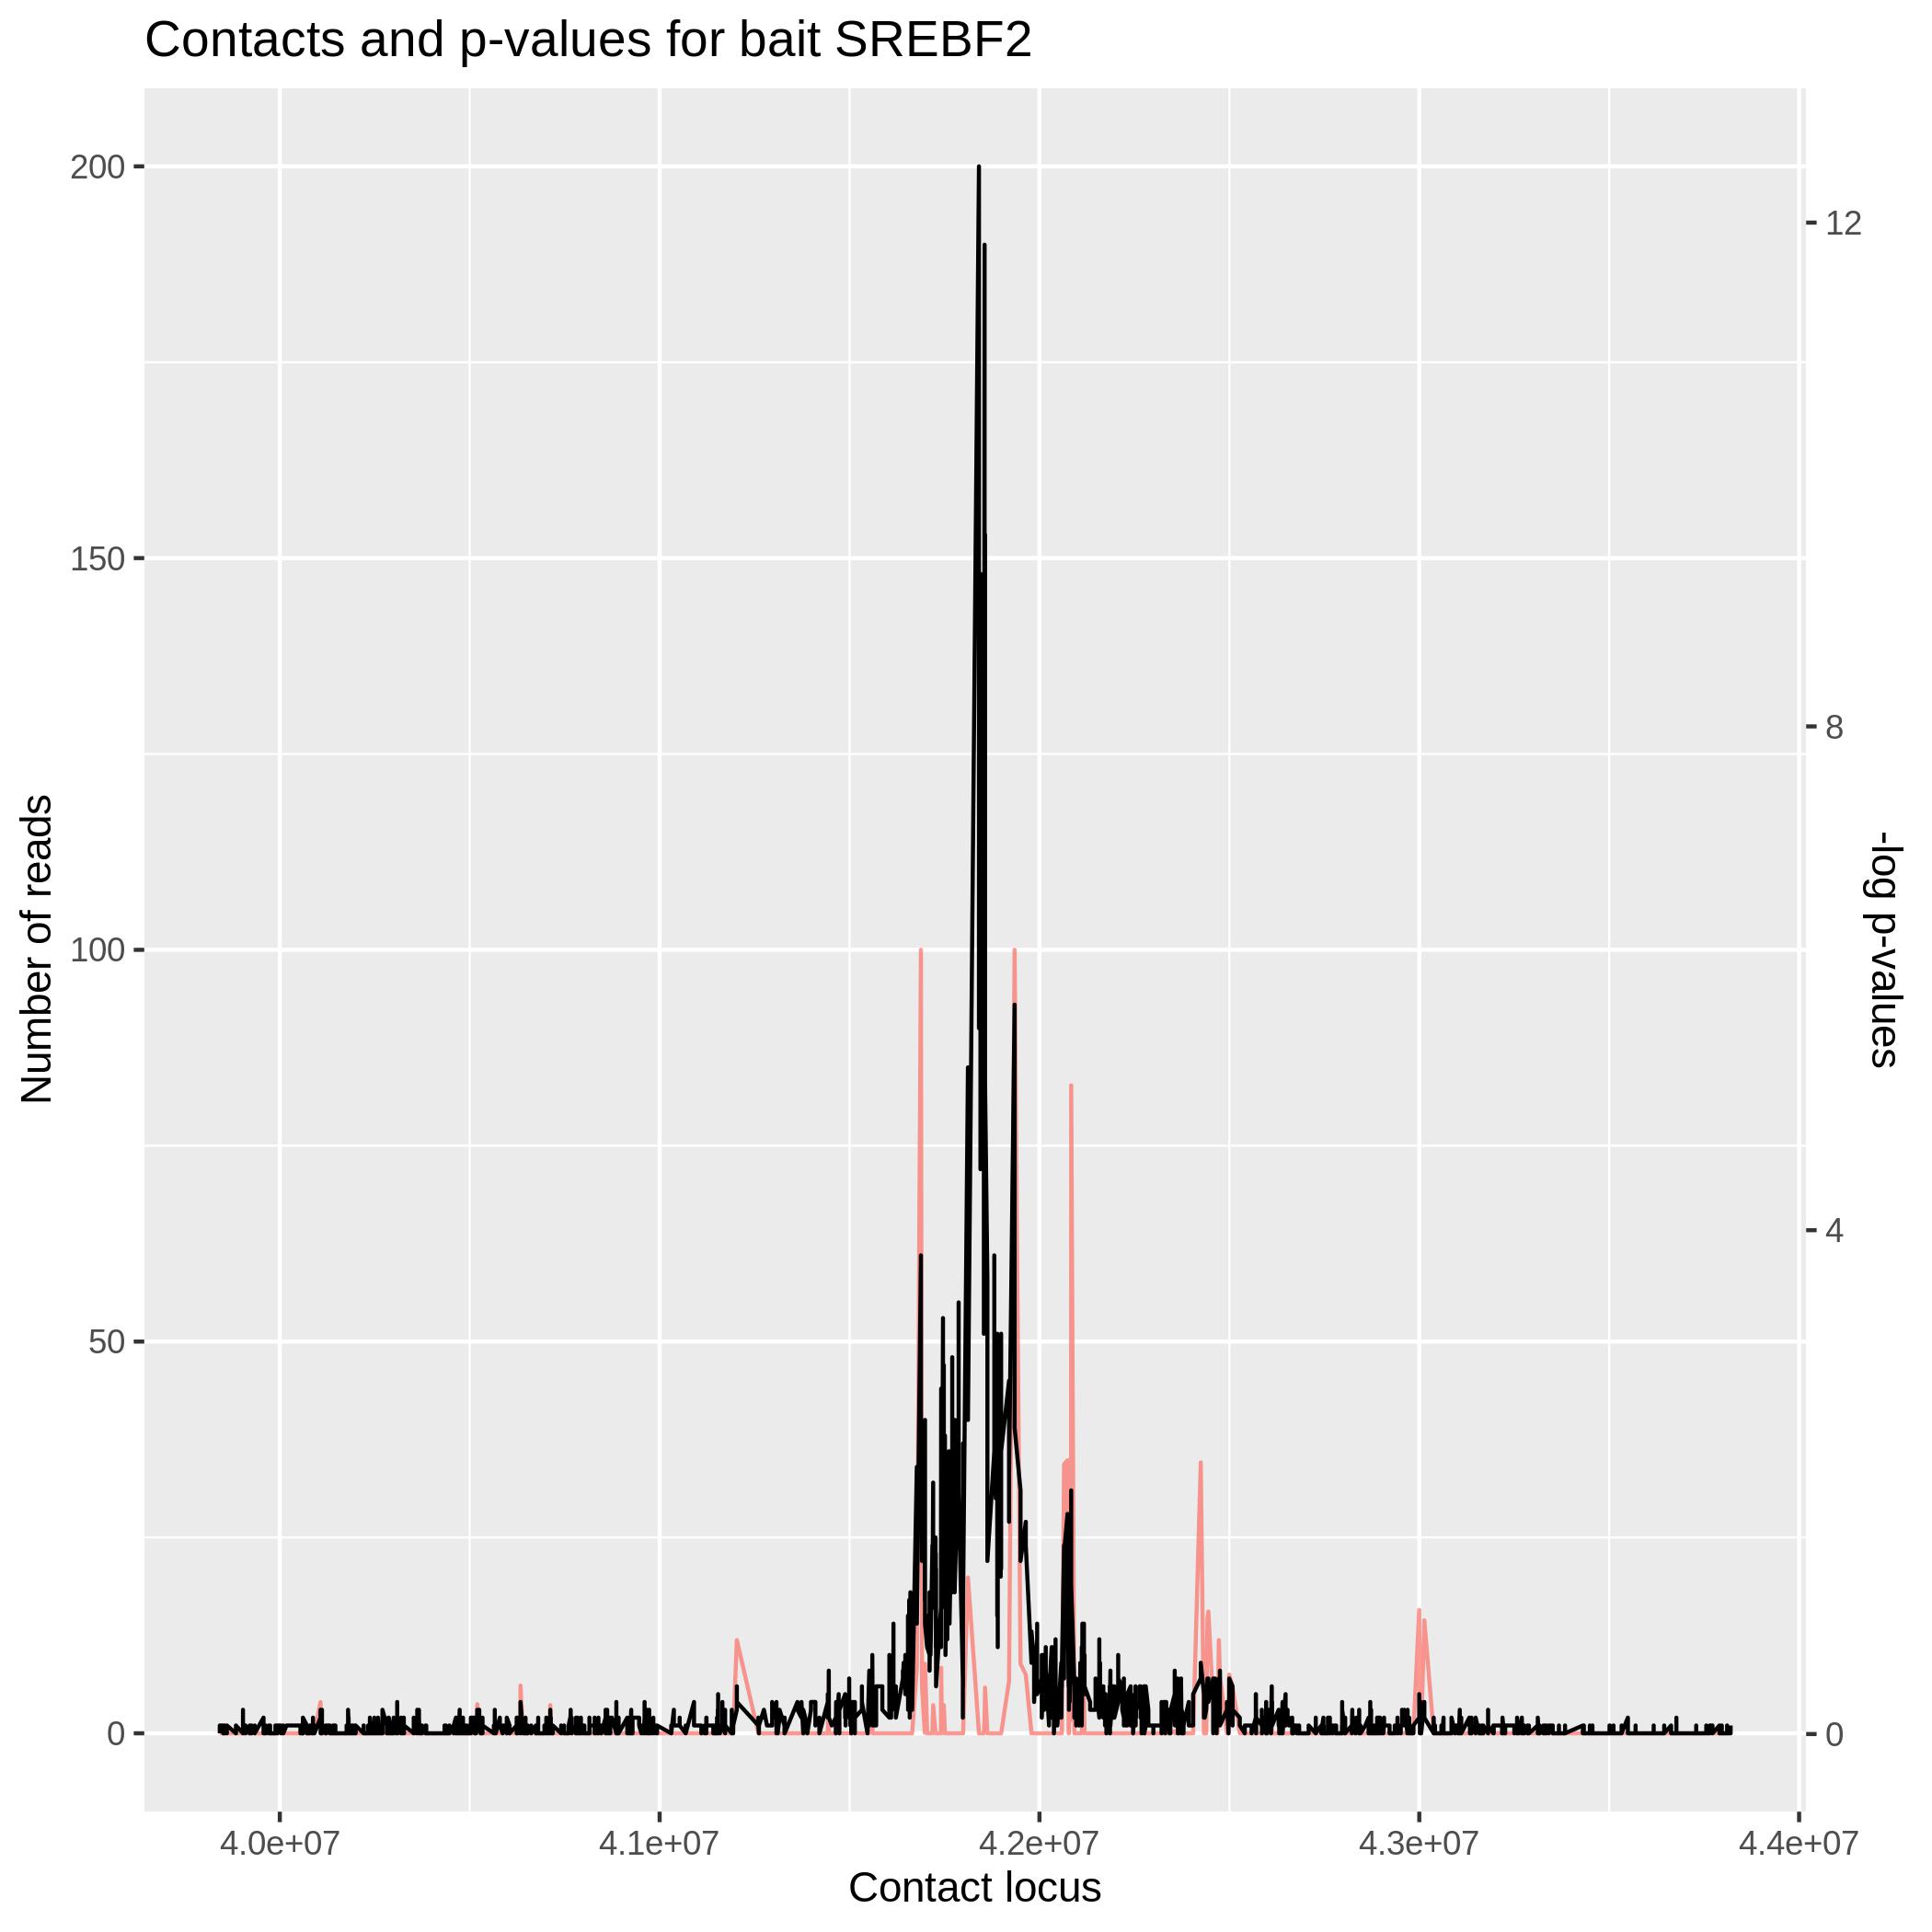 Contacts and p-values for bait SREBF2
200
150
100
50
0
Number of reads
12
8
4
0
-log p-values
4.0e+07
4.1e+07
4.2e+07
4.3e+07
4.4e+07
Contact locus